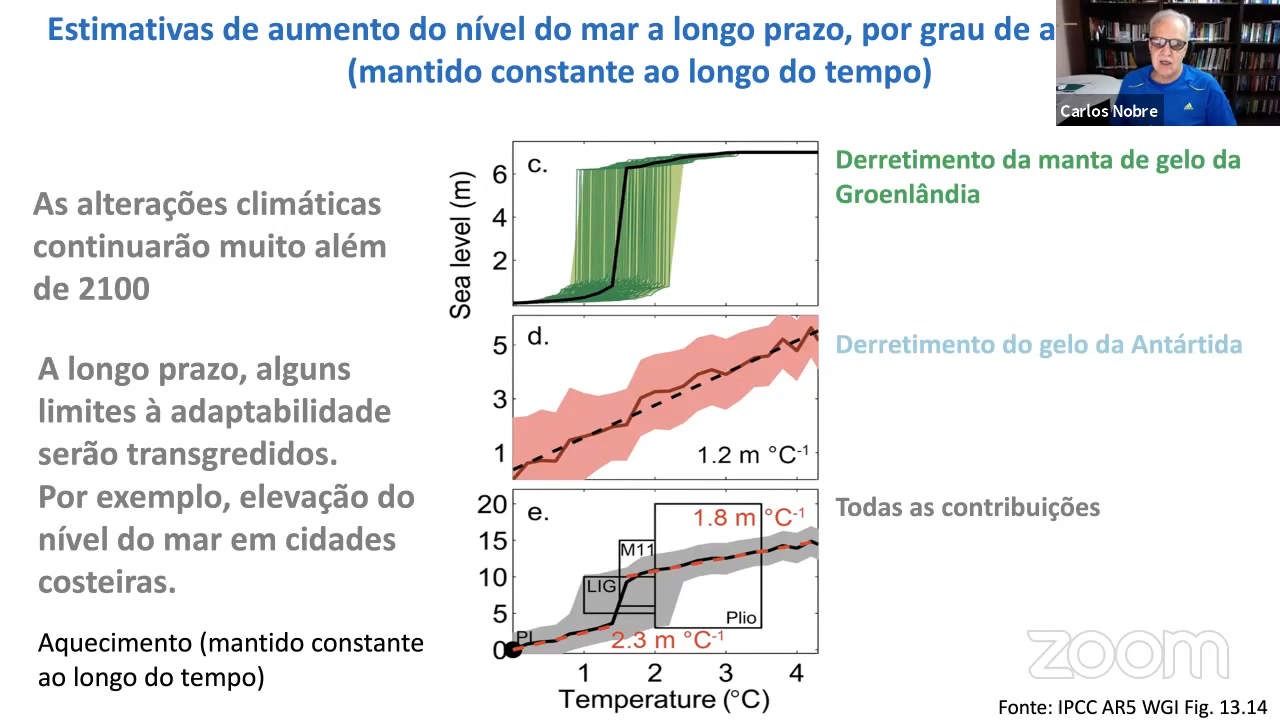 Estimativas de aumento do nível do mar a longo prazo, por grau de a
(mantido constante ao longo do tempo)
Carlos Nobre
As alterações climáticas
continuarão muito além
de 2100
A longo prazo, alguns
limites à adaptabilidade
serão transgredidos.
Por exemplo, elevação do
nível do mar em cidades
costeiras.
Aquecimento (mantido constante
ao longo do tempo)
Sea level (m)
c.
6
4
2
Derretimento da manta de gelo da
Groenlândia
d.
5
3
1
1.2 m °C-1
Derretimento do gelo da Antártida
e.
20
15
10
5
0
1.8 m °C-1
M11
LIG
Plio
PI
2.3 m °C-1
Todas as contribuições
1 2 3 4
Temperature (°C)
zoom
Fonte: IPCC AR5 WGI Fig. 13.14